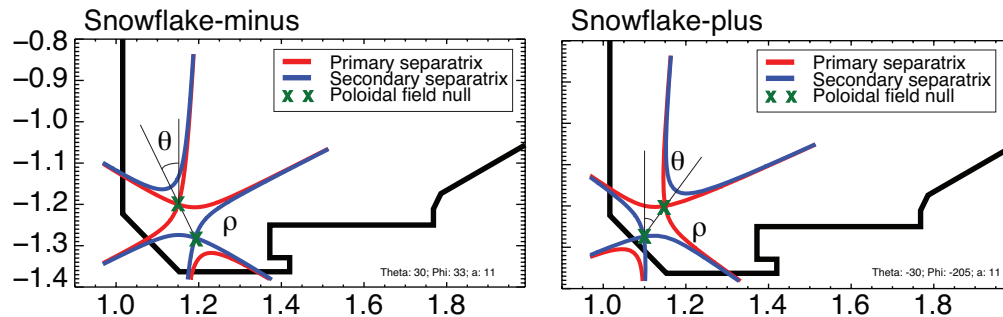 Snowflake-minus
Snowflake-plus
−0.8
−0.9
−1.0
−1.1
−1.2
−1.3
−1.4
Primary separatrix
Secondary separatrix
X X Poloidal field null
θ
ρ
Theta: 30; Phi: 33; a: 11
1.0 1.2 1.4 1.6 1.8
Primary separatrix
Secondary separatrix
X X Poloidal field null
θ
ρ
Theta: -30; Phi: -205; a: 11
1.0 1.2 1.4 1.6 1.8